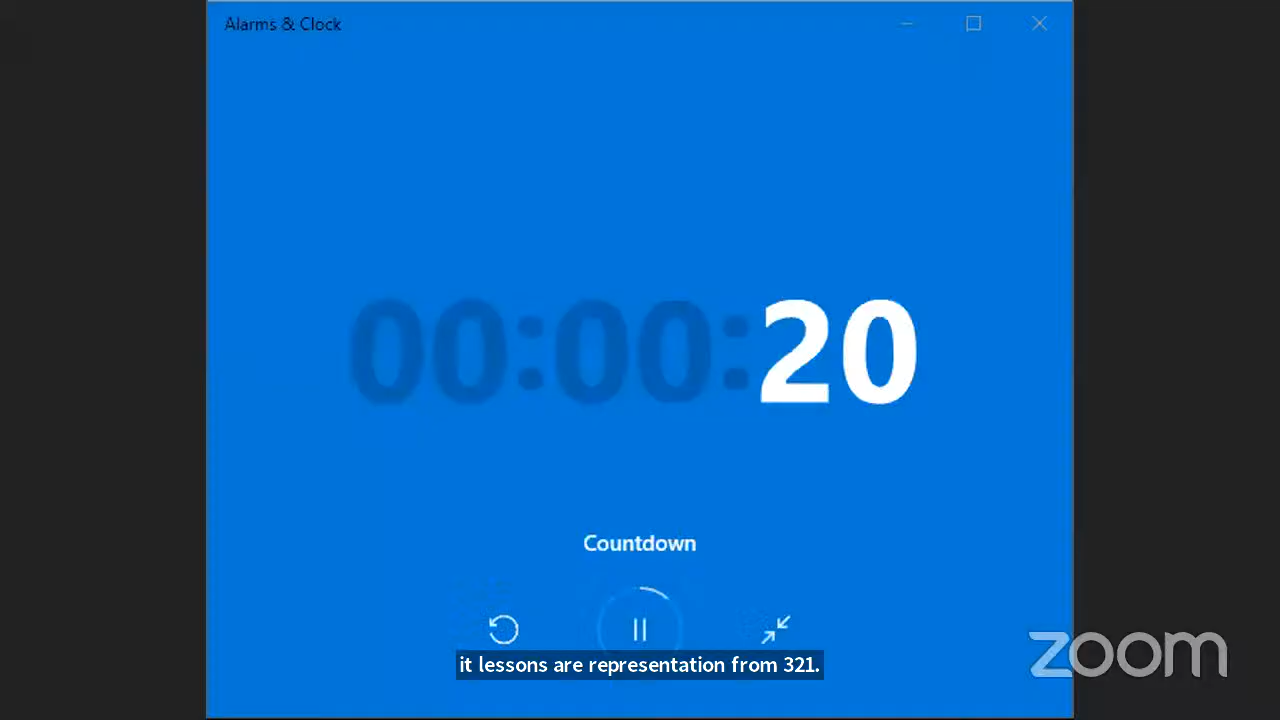 Alarms & Clock
00:00:20
Countdown
it lessons are representation from 321.
zoom